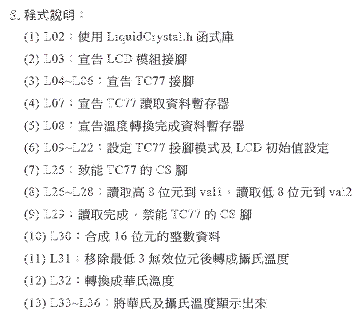 5. 程式說明：
(1) L02：使用 LiquidCrystal.h 函式庫
(2) L03：宣告 LCD 模組接腳
(3) L04~L06：宣告 TC77 接腳
(4) L07：宣告 TC77 讀取資料暫存器
(5) L08：宣告溫度轉換完成資料暫存器
(6) L09~L22：設定 TC77 接腳模式及 LCD 初始值設定
(7) L25：致能 TC77 的 CS 腳
(8) L26~L28：讀取高 8 位元到 val1，讀取低 8 位元到 val2
(9) L29：讀取完成，禁能 TC77 的 CS 腳
(10) L30：合成 16 位元的整數資料
(11) L31：移除最低 3 無效位元後轉成攝氏溫度
(12) L32：轉換成華氏溫度
(13) L33~L36：將華氏及攝氏溫度顯示出來